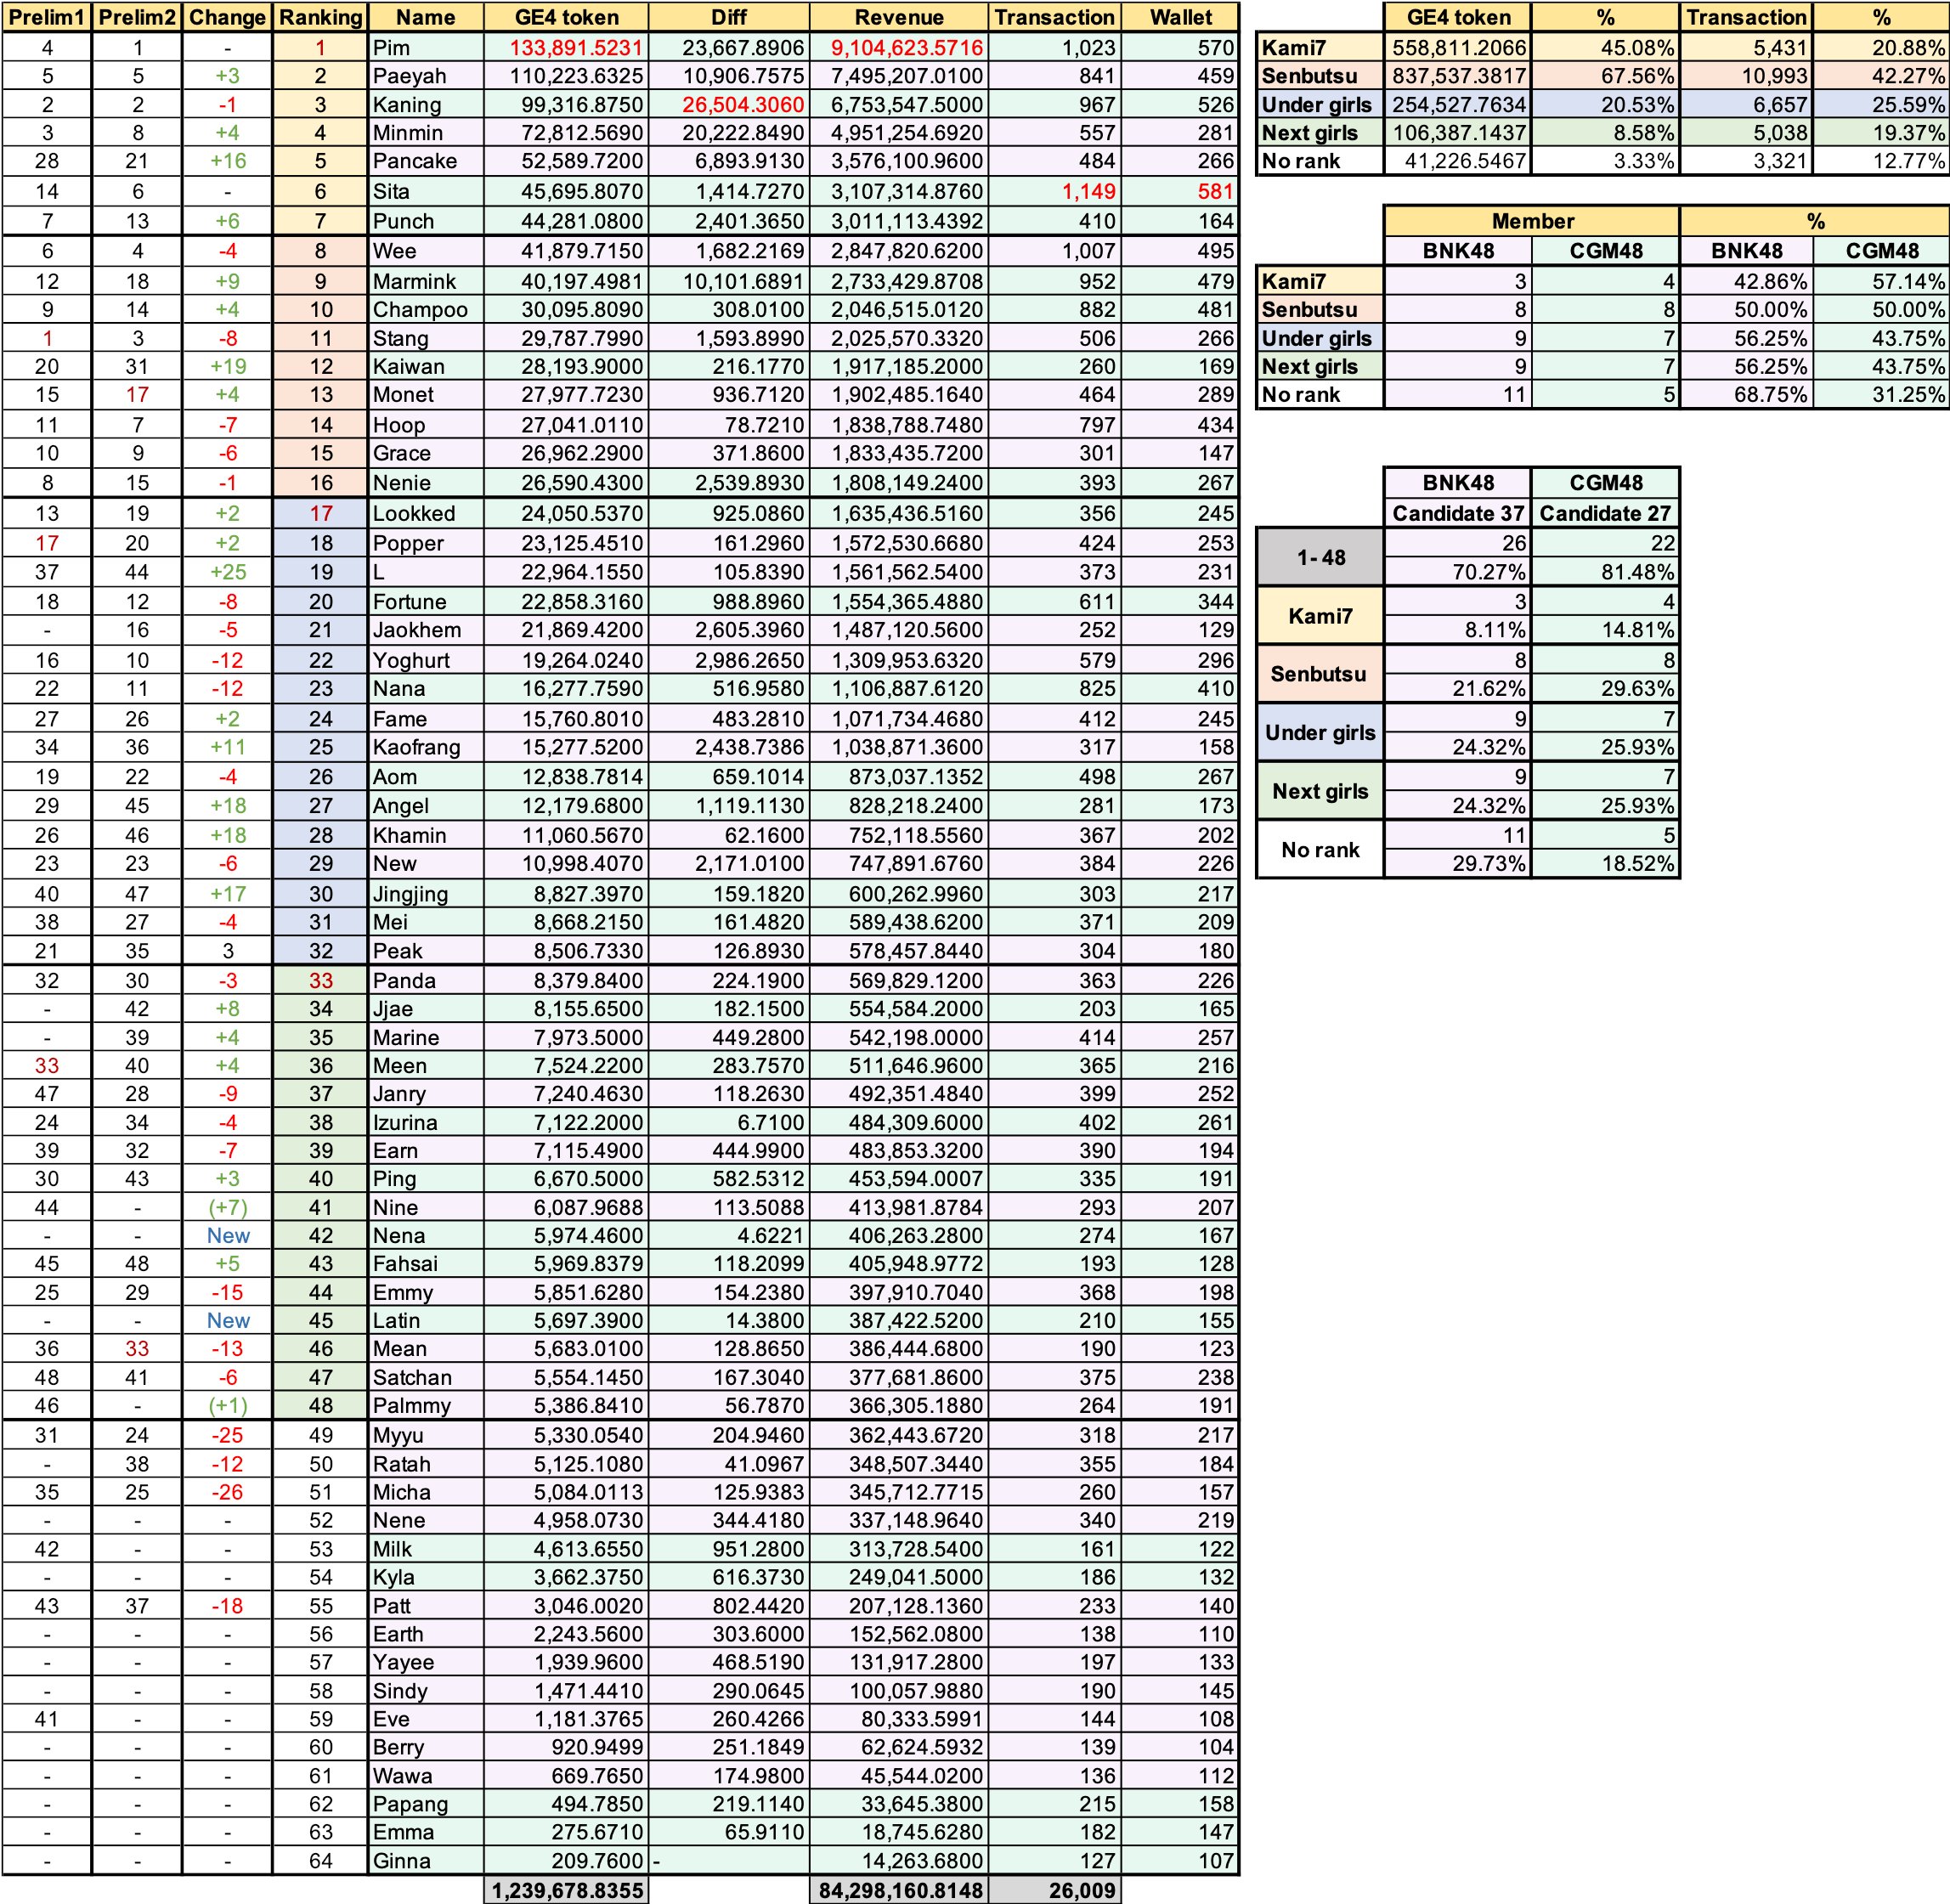 Prelim1 Prelim2 Change Ranking Name GE4 token Diff Revenue Transaction Wallet
4 1 - 1 Pim 133,891.5231 23,667.8906 9,104,623.5716 1,023 570
5 5 +3 2 Paeyah 110,223.6325 10,906.7575 7,495,207.0100 841 459
2 2 -1 3 Kaning 99,316.8750 26,504.3060 6,753,547.5000 967 526
3 8 +4 4 Minmin 72,812.5690 20,222.8490 4,951,254.6920 557 281
28 21 +16 5 Pancake 52,589.7200 6,893.9130 3,576,100.9600 484 266
14 6 - 6 Sita 45,695.8070 1,414.7270 3,107,314.8760 1,149 581
7 13 +6 7 Punch 44,281.0800 2,401.3650 3,011,113.4392 410 164
6 4 -4 8 Wee 41,879.7150 1,682.2169 2,847,820.6200 1,007 495
12 18 +9 9 Marmink 40,197.4981 10,101.6891 2,733,429.8708 952 479
9 14 +4 10 Champoo 30,095.8090 308.0100 2,046,515.0120 882 481
1 3 -8 11 Stang 29,787.7990 1,593.8990 2,025,570.3320 506 266
20 31 +19 12 Kaiwan 28,193.9000 216.1770 1,917,185.2000 260 169
15 17 +4 13 Monet 27,977.7230 936.7120 1,902,485.1640 464 289
11 7 -7 14 Hoop 27,041.0110 78.7210 1,838,788.7480 797 434
10 9 -6 15 Grace 26,962.2900 371.8600 1,833,435.7200 301 147
8 15 -1 16 Nenie 26,590.4300 2,539.8930 1,808,149.2400 393 267
13 19 +2 17 Lookked 24,050.5370 925.0860 1,635,436.5160 356 245
17 20 +2 18 Popper 23,125.4510 161.2960 1,572,530.6680 424 253
37 44 +25 19 L 22,964.1550 105.8390 1,561,562.5400 373 231
18 12 -8 20 Fortune 22,858.3160 988.8960 1,554,365.4880 611 344
- 16 -5 21 Jaokhem 21,869.4200 2,605.3960 1,487,120.5600 252 129
16 10 -12 22 Yoghurt 19,264.0240 2,986.2650 1,309,953.6320 579 296
22 11 -12 23 Nana 16,277.7590 516.9580 1,106,887.6120 825 410
27 26 +2 24 Fame 15,760.8010 483.2810 1,071,734.4680 412 245
34 36 +11 25 Kaofrang 15,277.5200 2,438.7386 1,038,871.3600 317 158
19 22 -4 26 Aom 12,838.7814 659.1014 873,037.1352 498 267
29 45 +18 27 Angel 12,179.6800 1,119.1130 828,218.2400 281 173
26 46 +18 28 Khamin 11,060.5670 62.1600 752,118.5560 367 202
23 23 -6 29 New 10,998.4070 2,171.0100 747,891.6760 384 226
40 47 +17 30 Jingjing 8,827.3970 159.1820 600,262.9960 303 217
38 27 -4 31 Mei 8,668.2150 161.4820 589,438.6200 371 209
21 35 3 32 Peak 8,506.7330 126.8930 578,457.8440 304 180
32 30 -3 33 Panda 8,379.8400 224.1900 569,829.1200 363 226
- 42 +8 34 Jjae 8,155.6500 182.1500 554,584.2000 203 165
- 39 +4 35 Marine 7,973.5000 449.2800 542,198.0000 414 257
33 40 +4 36 Meen 7,524.2200 283.7570 511,646.9600 365 216
47 28 -9 37 Janry 7,240.4630 118.2630 492,351.4840 399 252
24 34 -4 38 Izurina 7,122.2000 6.7100 484,309.6000 402 261
39 32 -7 39 Earn 7,115.4900 444.9900 483,853.3200 390 194
30 43 +3 40 Ping 6,670.5000 582.5312 453,594.0007 335 191
44 - (+7) 41 Nine 6,087.9688 113.5088 413,981.8784 293 207
- - New 42 Nena 5,974.4600 4.6221 406,263.2800 274 167
45 48 +5 43 Fahsai 5,969.8379 118.2099 405,948.9772 193 128
25 29 -15 44 Emmy 5,851.6280 154.2380 397,910.7040 368 198
- - New 45 Latin 5,697.3900 14.3800 387,422.5200 210 155
36 33 -13 46 Mean 5,683.0100 128.8650 386,444.6800 190 123
48 41 -6 47 Satchan 5,554.1450 167.3040 377,681.8600 375 238
46 - (+1) 48 Palmmy 5,386.8410 56.7870 366,305.1880 264 191
31 24 -25 49 Myyu 5,330.0540 204.9460 362,443.6720 318 217
- 38 -12 50 Ratah 5,125.1080 41.0967 348,507.3440 355 184
35 25 -26 51 Micha 5,084.0113 125.9383 345,712.7715 260 157
- - - 52 Nene 4,958.0730 344.4180 337,148.9640 340 219
42 - - 53 Milk 4,613.6550 951.2800 313,728.5400 161 122
- - - 54 Kyla 3,662.3750 616.3730 249,041.5000 186 132
43 37 -18 55 Patt 3,046.0020 802.4420 207,128.1360 233 140
- - - 56 Earth 2,243.5600 303.6000 152,562.0800 138 110
- - - 57 Yayee 1,939.9600 468.5190 131,917.2800 197 133
- - - 58 Sindy 1,471.4410 290.0645 100,057.9880 190 145
41 - - 59 Eve 1,181.3765 260.4266 80,333.5991 144 108
- - - 60 Berry 920.9499 251.1849 62,624.5932 139 104
- - - 61 Wawa 669.7650 174.9800 45,544.0200 136 112
- - - 62 Papang 494.7850 219.1140 33,645.3800 215 158
- - - 63 Emma 275.6710 65.9110 18,745.6280 182 147
- - - 64 Ginna 209.7600 - 14,263.6800 127 107
1,239,678.8355 84,298,160.8148 26,009
GE4 token % Transaction %
Kami7 558,811.2066 45.08% 5,431 20.88%
Senbutsu 837,537.3817 67.56% 10,993 42.27%
Under girls 254,527.7634 20.53% 6,657 25.59%
Next girls 106,387.1437 8.58% 5,038 19.37%
No rank 41,226.5467 3.33% 3,321 12.77%
Member %
BNK48 CGM48 BNK48 CGM48
Kami7 3 4 42.86% 57.14%
Senbutsu 8 8 50.00% 50.00%
Under girls 9 7 56.25% 43.75%
Next girls 9 7 56.25% 43.75%
No rank 11 5 68.75% 31.25%
BNK48 CGM48
Candidate 37 Candidate 27
1- 48
26 22
70.27% 81.48%
Kami7
3 4
8.11% 14.81%
Senbutsu
8 8
21.62% 29.63%
Under girls
9 7
24.32% 25.93%
Next girls
9 7
24.32% 25.93%
No rank
11 5
29.73% 18.52%